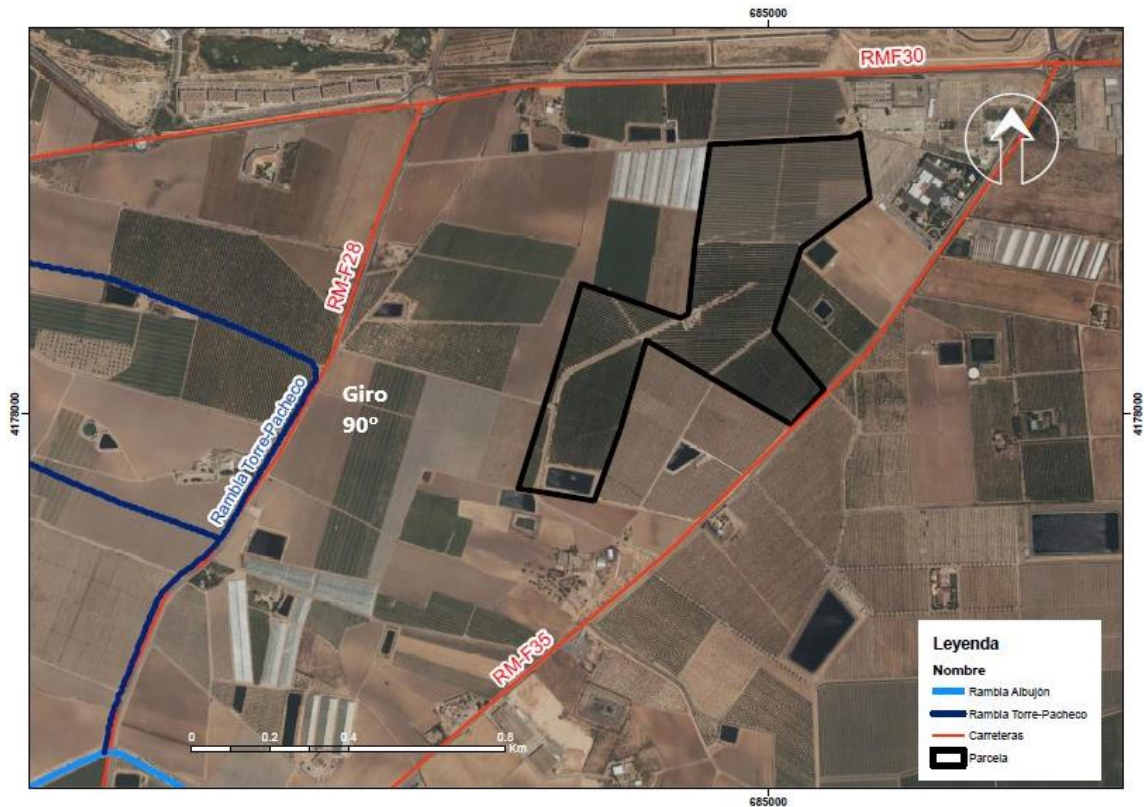 685000
RMF30
RM-F28
4178000
4178000
Giro
90º
Rambla Torre-Pacheco
RM-F35
0
0.2
0.4
0.8
Km
Leyenda
Nombre
Rambla Albujón
Rambla Torre-Pacheco
Carreteras
Parcela
685000